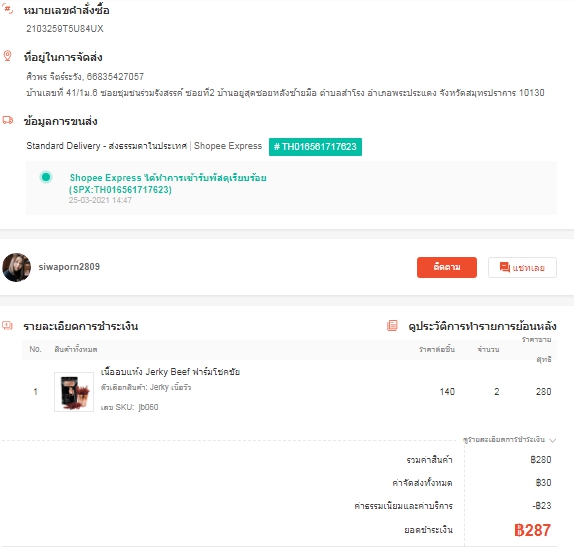 หมายเลขคำสั่งซื้อ
2103259T5U84UX
ที่อยู่ในการจัดส่ง
ศิวพร จิตร์ระวัง, 66835427057
บ้านเลขที่ 41/1ม.6 ซอยชุมชนร่วมรังสรรค์ ซอยที่2 บ้านอยู่สุดซอยหลังซ้ายมือ ตำบลสำโรง อำเภอพระประแดง จังหวัดสมุทรปราการ 10130
ข้อมูลการขนส่ง
Standard Delivery - ส่งธรรมดาในประเทศ | Shopee Express # TH016561717623
Shopee Express ได้ทำการเข้ารับพัสดุเรียบร้อย
(SPX:TH016561717623)
25-03-2021 14:47
siwaporn2809 ติดตาม แชทเลย
รายละเอียดการชำระเงิน ดูประวัติการทำรายการย้อนหลัง
No. สินค้าทั้งหมด ราคาต่อชิ้น จำนวน ราคาขายสุทธิ
เนื้ออบแห้ง Jerky Beef ฟาร์มโชคชัย
ตัวเลือกสินค้า: Jerky เนื้อวัว
1 140 2 280
เลข SKU: jb060
ดูรายละเอียดการชำระเงิน
รวมค่าสินค้า ฿280
ค่าจัดส่งทั้งหมด ฿30
ค่าธรรมเนียมและค่าบริการ -฿23
ยอดชำระเงิน ฿287